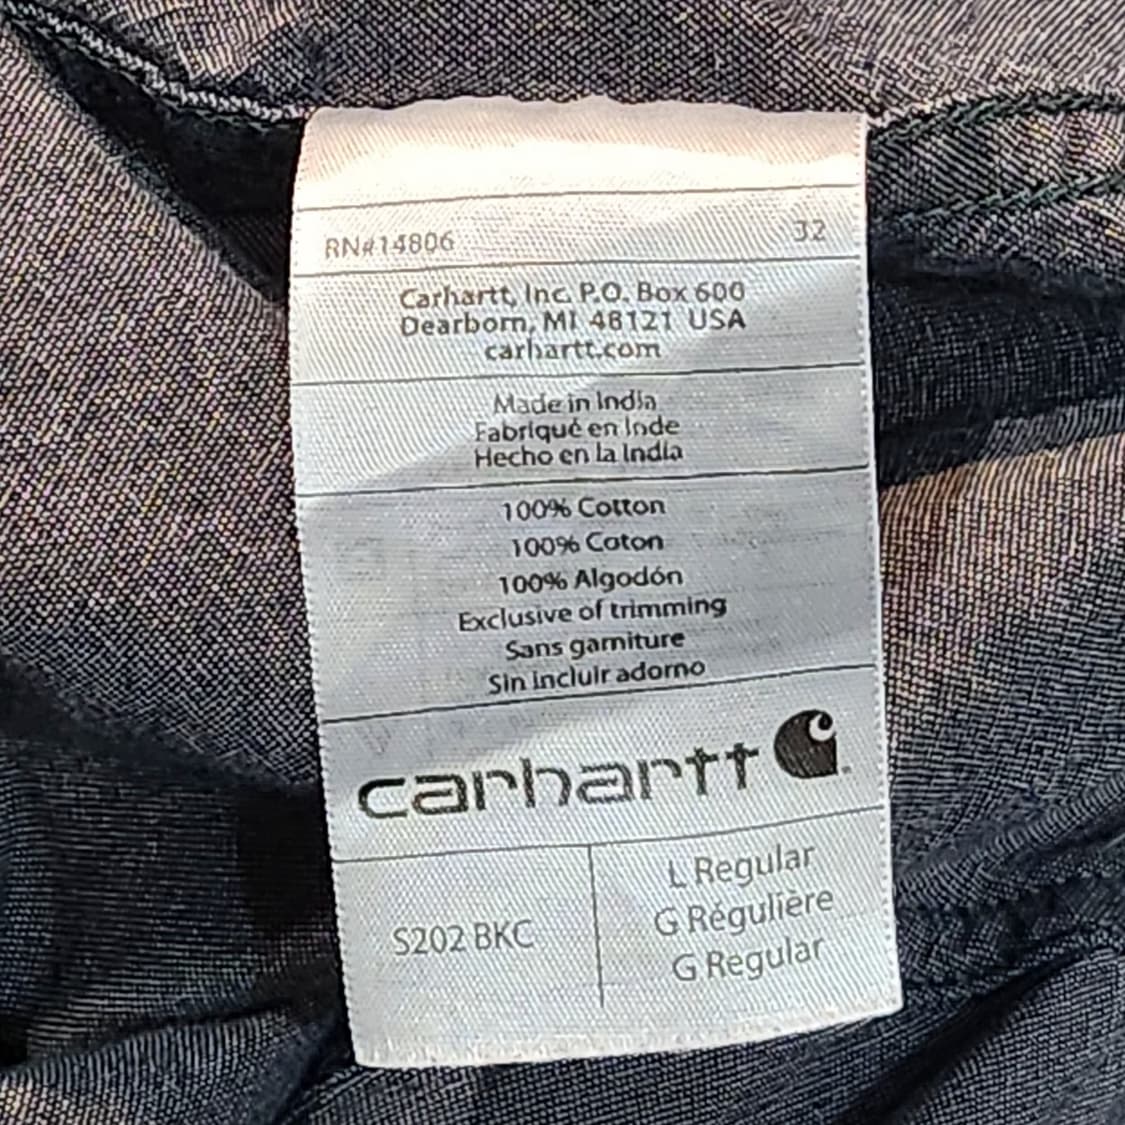 RN#14806 32
Carhartt, Inc. P.O. Box 600
Dearborn, MI 48121 USA
carhartt.com
Made in India
Fabriqué en Inde
Hecho en la India
100% Cotton
100% Coton
100% Algodón
Exclusive of trimming
Sans garniture
Sin incluir adorno
carhartt
S202 BKC
L Regular
G Régulière
G Regular